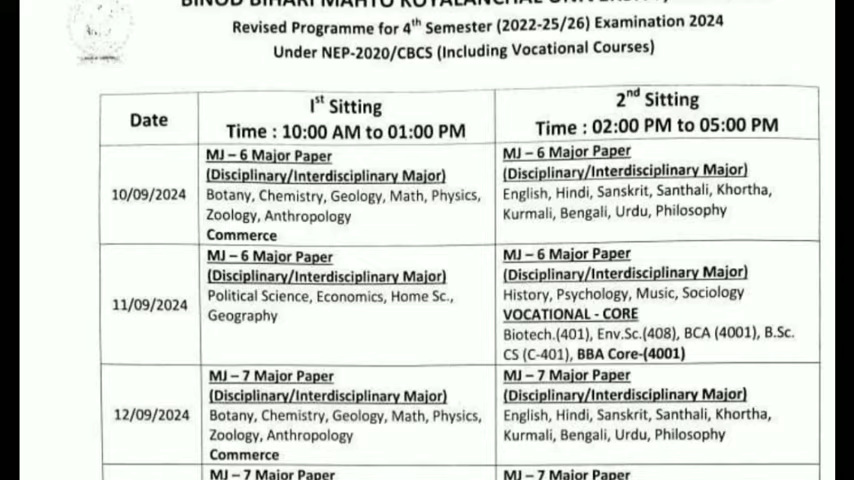 BINOD BIHARI MAHTO KOYALANCHAL
Revised Programme for 4th Semester (2022-25/26) Examination 2024
Under NEP-2020/CBCS (Including Vocational Courses)
Date
1st Sitting
Time : 10:00 AM to 01:00 PM
2nd Sitting
Time : 02:00 PM to 05:00 PM
10/09/2024
MJ – 6 Major Paper
(Disciplinary/Interdisciplinary Major)
Botany, Chemistry, Geology, Math, Physics,
Zoology, Anthropology
Commerce
MJ – 6 Major Paper
(Disciplinary/Interdisciplinary Major)
English, Hindi, Sanskrit, Santhali, Khortha,
Kurmali, Bengali, Urdu, Philosophy
11/09/2024
MJ – 6 Major Paper
(Disciplinary/Interdisciplinary Major)
Political Science, Economics, Home Sc.,
Geography
MJ – 6 Major Paper
(Disciplinary/Interdisciplinary Major)
History, Psychology, Music, Sociology
VOCATIONAL - CORE
Biotech.(401), Env.Sc.(408), BCA (4001), B.Sc.
CS (C-401), BBA Core-(4001)
12/09/2024
MJ – 7 Major Paper
(Disciplinary/Interdisciplinary Major)
Botany, Chemistry, Geology, Math, Physics,
Zoology, Anthropology
Commerce
MJ – 7 Major Paper
(Disciplinary/Interdisciplinary Major)
English, Hindi, Sanskrit, Santhali, Khortha,
Kurmali, Bengali, Urdu, Philosophy
MJ – 7 Major Paper
MJ – 7 Major Paper